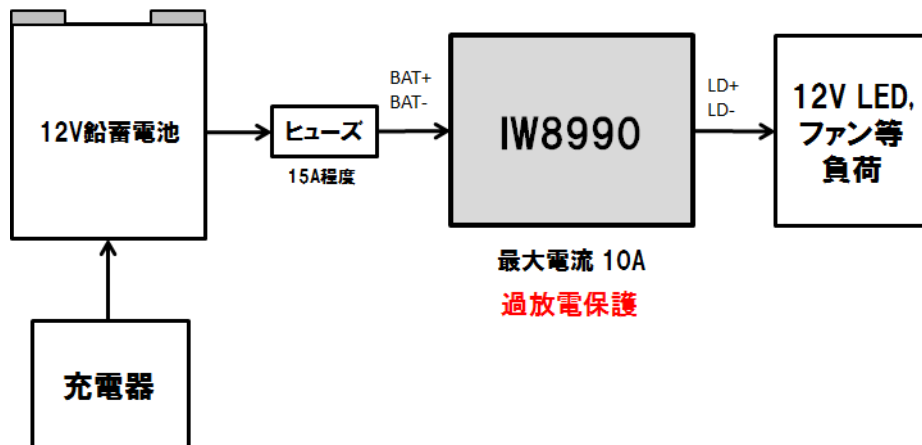 12V鉛蓄電池
ヒューズ
15A程度
BAT+
BAT-
IW8990
最大電流 10A
過放電保護
LD+
LD-
12V LED,
ファン等
負荷
充電器